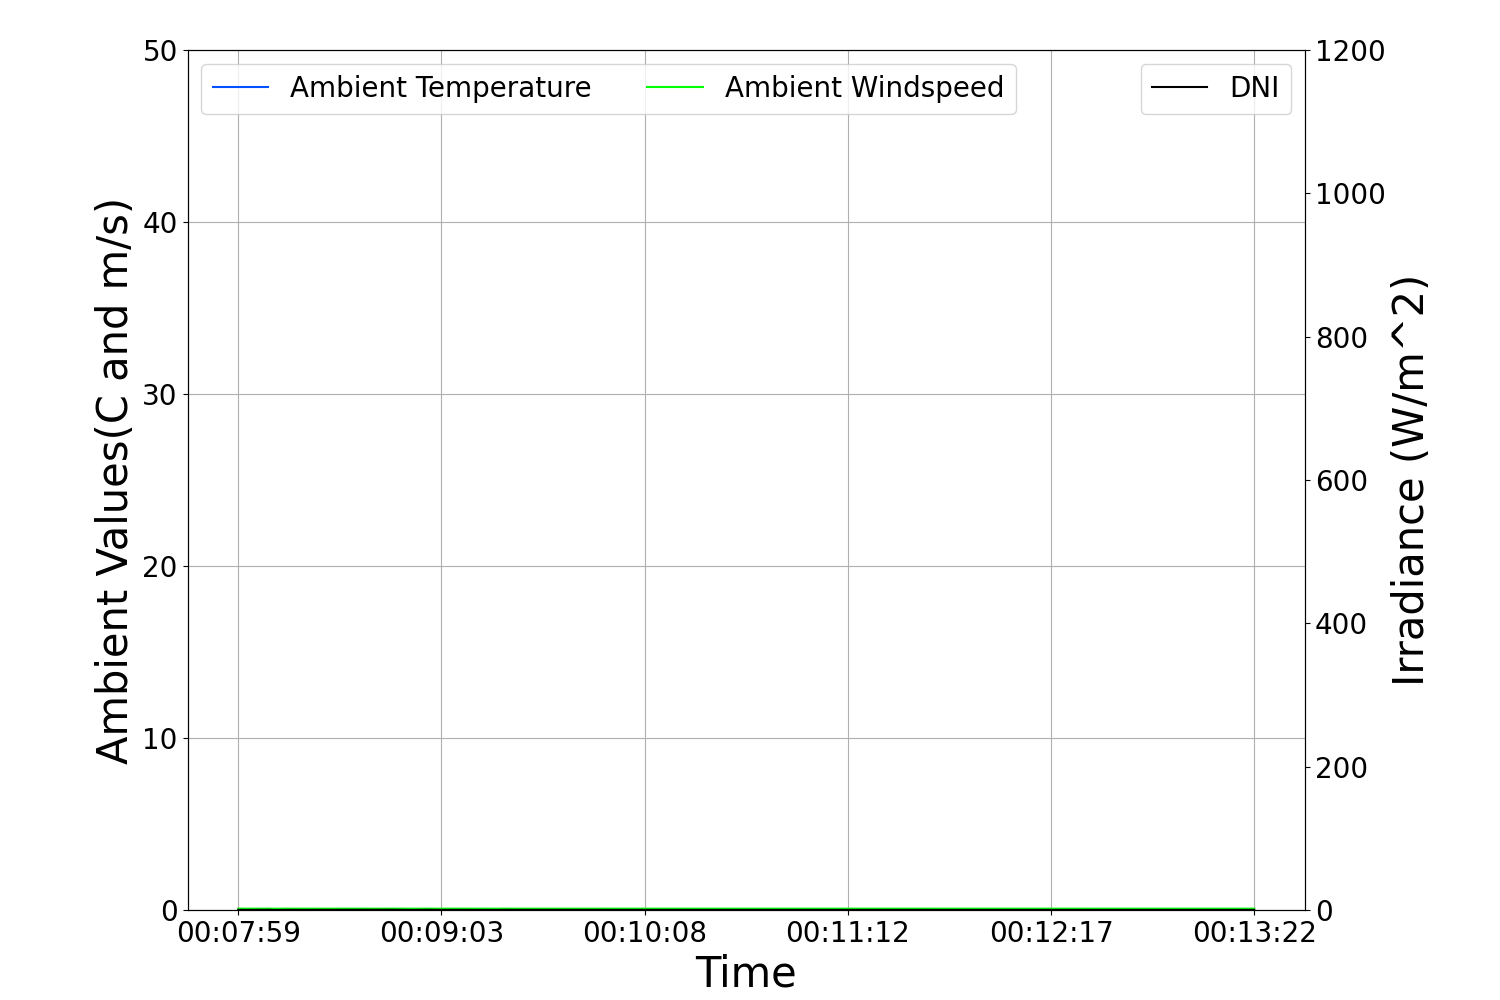 Ambient Temperature Ambient Windspeed DNI
Ambient Values(C and m/s)
50
40
30
20
10
0
1200
1000
800
600
400
200
0
Irradiance (W/m^2)
00:07:59 00:09:03 00:10:08 00:11:12 00:12:17 00:13:22
Time